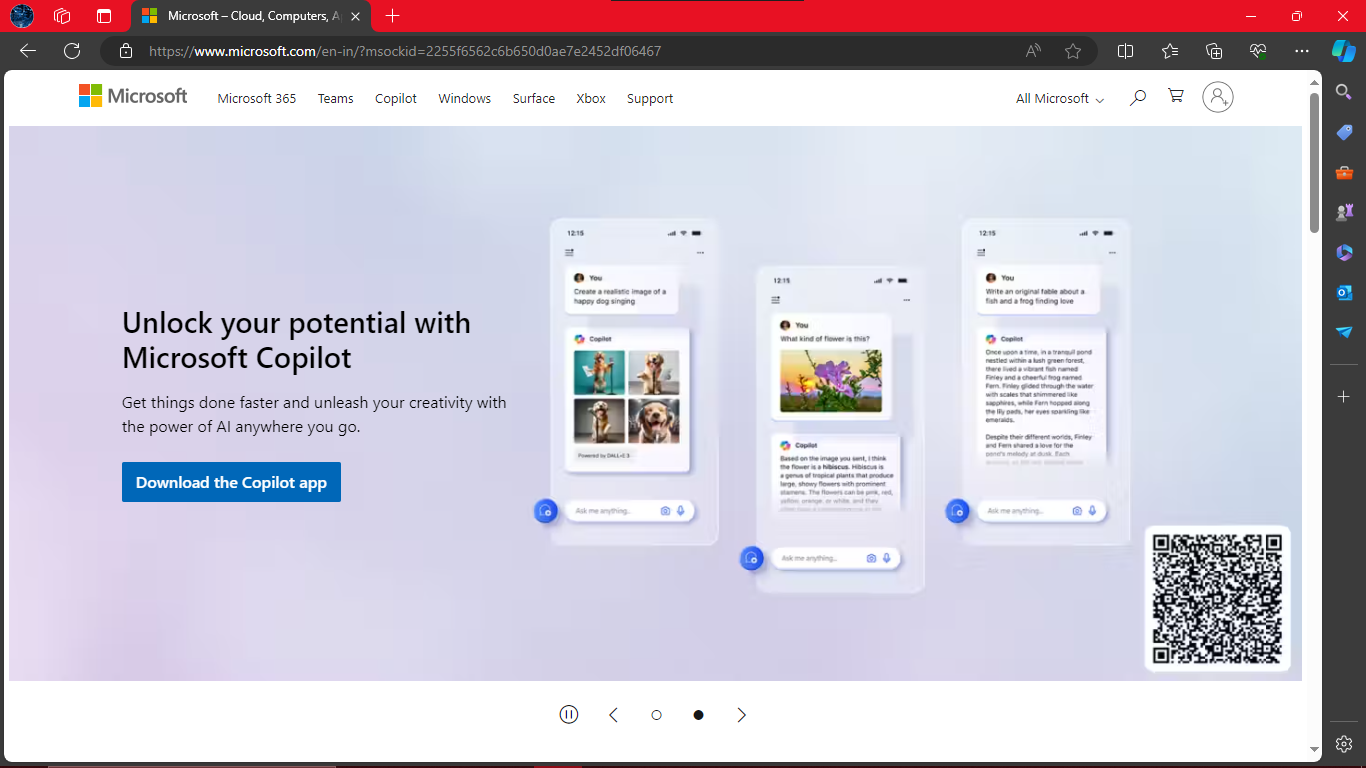 Microsoft – Cloud, Computers, A
https://www.microsoft.com/en-in/?msockid=2255f6562c6b650d0ae7e2452df06467
Microsoft
Microsoft 365
Teams
Copilot
Windows
Surface
Xbox
Support
All Microsoft
Unlock your potential with
Microsoft Copilot
Get things done faster and unleash your creativity with
the power of AI anywhere you go.
Download the Copilot app
12:15
You
Create a realistic image of a
happy dog singing
Copilot
Powered by DALL•E 3
Ask me anything...
12:15
You
What kind of flower is this?
Copilot
Based on the image you sent, I think
the flower is a hibiscus. Hibiscus is
a genus of tropical plants that produce
large, showy flowers with prominent
stamens. The flowers can be pink, red,
yellow, orange, or white, and they
Ask me anything...
12:15
You
Write an original fable about a
fish and a frog finding love
Copilot
Once upon a time, in a tranquil pond
nestled within a lush green forest,
there lived a vibrant fish named
Finley and a cheerful frog named
Fern. Finley glided through the water
with scales that shimmered like
sapphires, while Fern hopped along
the lily pads, her eyes sparkling like
emeralds.
Despite their different worlds, Finley
and Fern shared a love for the
pond's melody at dusk. Each
Ask me anything...